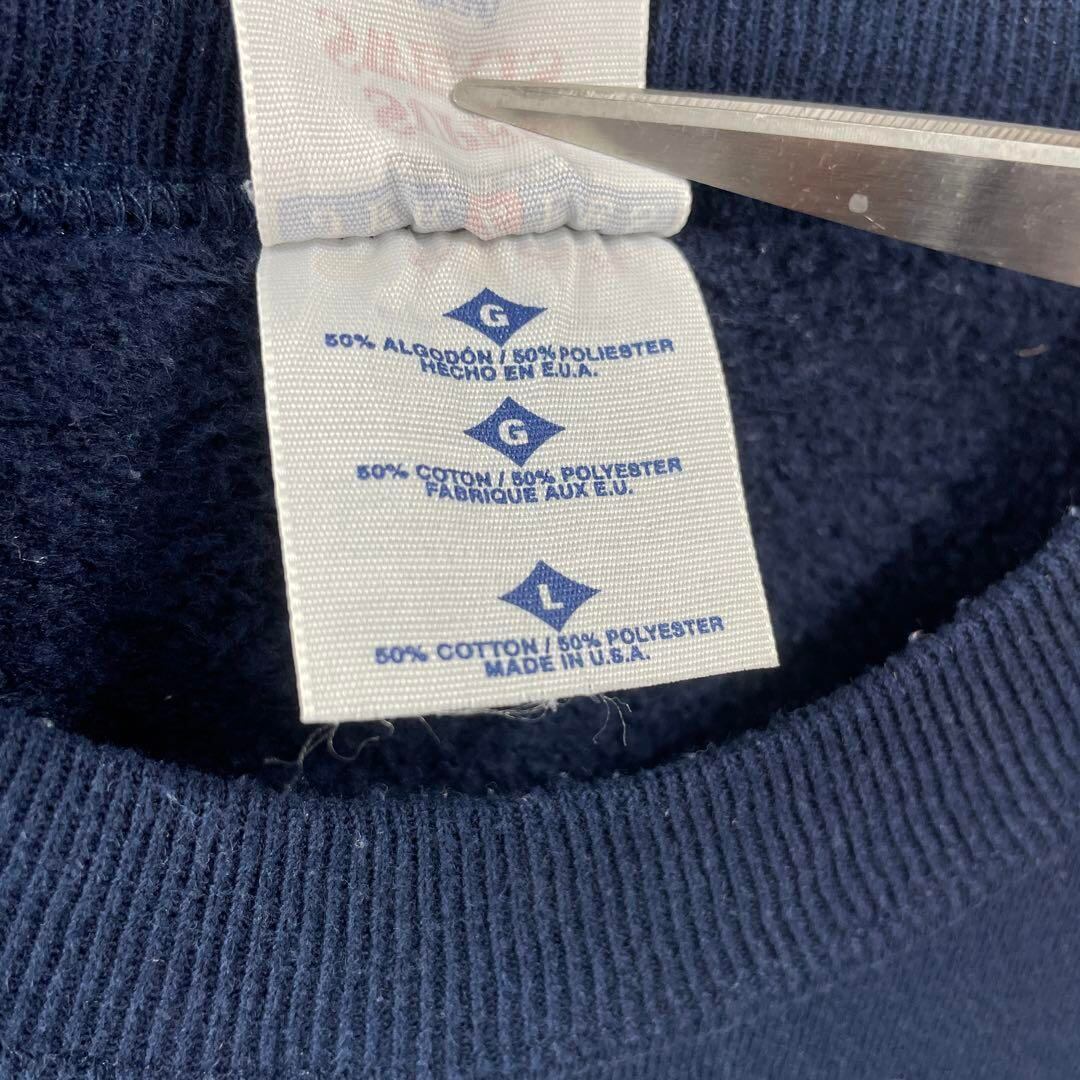 G
50% ALGODÓN / 50% POLIESTER
HECHO EN E.U.A.
G
50% COTON / 50% POLYESTER
FABRIQUE AUX E.U.
L
50% COTTON / 50% POLYESTER
MADE IN U.S.A.